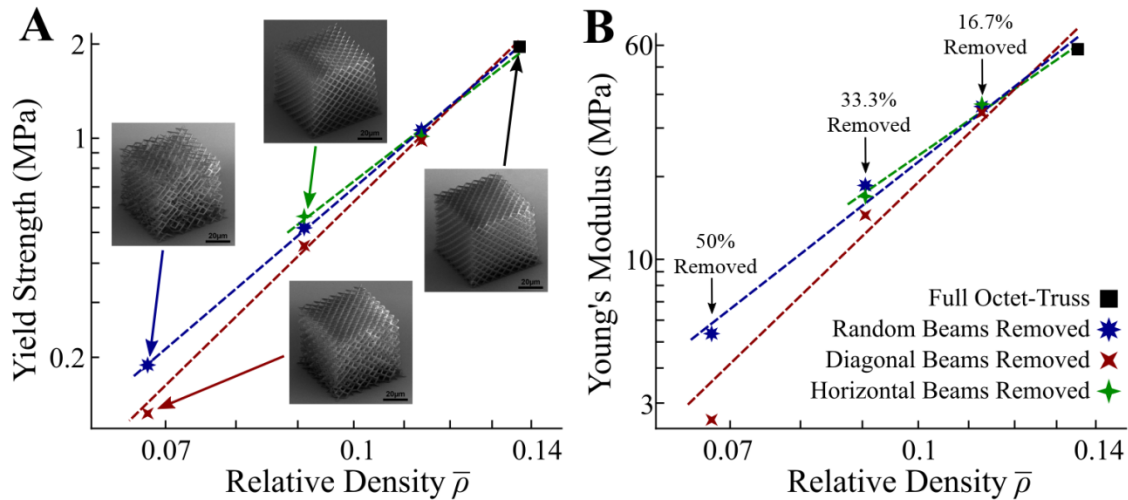 A
Yield Strength (MPa)
2
1
0.2
0.07
0.1
0.14
Relative Density ρ̅
20µm
20µm
20µm
20µm
B
Young's Modulus (MPa)
60
10
3
0.07
0.1
0.14
Relative Density ρ̅
16.7%
Removed
33.3%
Removed
50%
Removed
Full Octet-Truss
Random Beams Removed
Diagonal Beams Removed
Horizontal Beams Removed